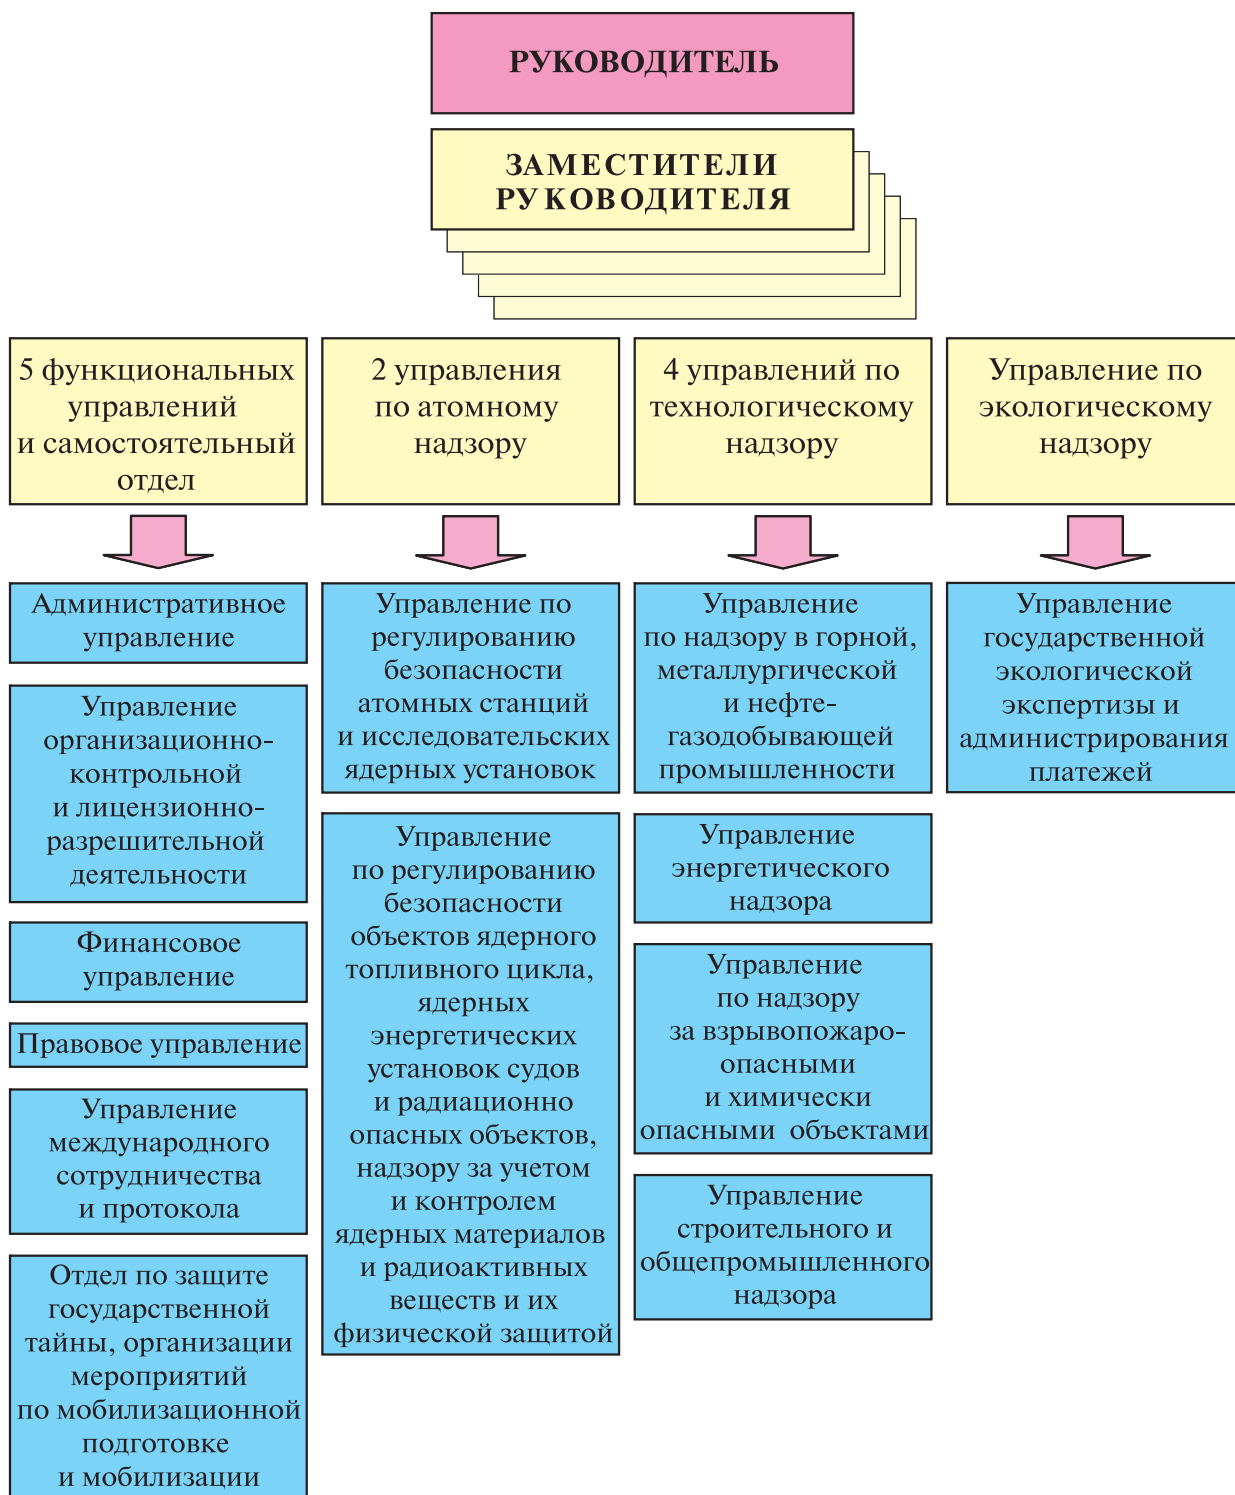 РУКОВОДИТЕЛЬ
ЗАМЕСТИТЕЛИ
РУКОВОДИТЕЛЯ
5 функциональных
управлений
и самостоятельный
отдел
2 управления
по атомному
надзору
4 управлений по
технологическому
надзору
Управление по
экологическому
надзору
Административное
управление
Управление
организационно-
контрольной
и лицензионно-
разрешительной
деятельности
Финансовое
управление
Правовое управление
Управление
международного
сотрудничества
и протокола
Отдел по защите
государственной
тайны, организации
мероприятий
по мобилизационной
подготовке
и мобилизации
Управление по
регулированию
безопасности
атомных станций
и исследовательских
ядерных установок
Управление
по регулированию
безопасности
объектов ядерного
топливного цикла,
ядерных
энергетических
установок судов
и радиационно
опасных объектов,
надзору за учетом
и контролем
ядерных материалов
и радиоактивных
веществ и их
физической защитой
Управление
по надзору в горной,
металлургической
и нефте-
газодобывающей
промышленности
Управление
энергетического
надзора
Управление
по надзору
за взрывопожаро-
опасными
и химически
опасными объектами
Управление
строительного и
общепромышленного
надзора
Управление
государственной
экологической
экспертизы и
администрирования
платежей